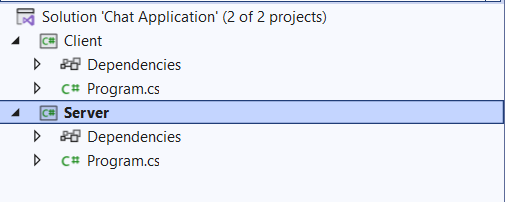 Solution 'Chat Application' (2 of 2 projects)
C# Client
Dependencies
C# Program.cs
C# Server
Dependencies
C# Program.cs